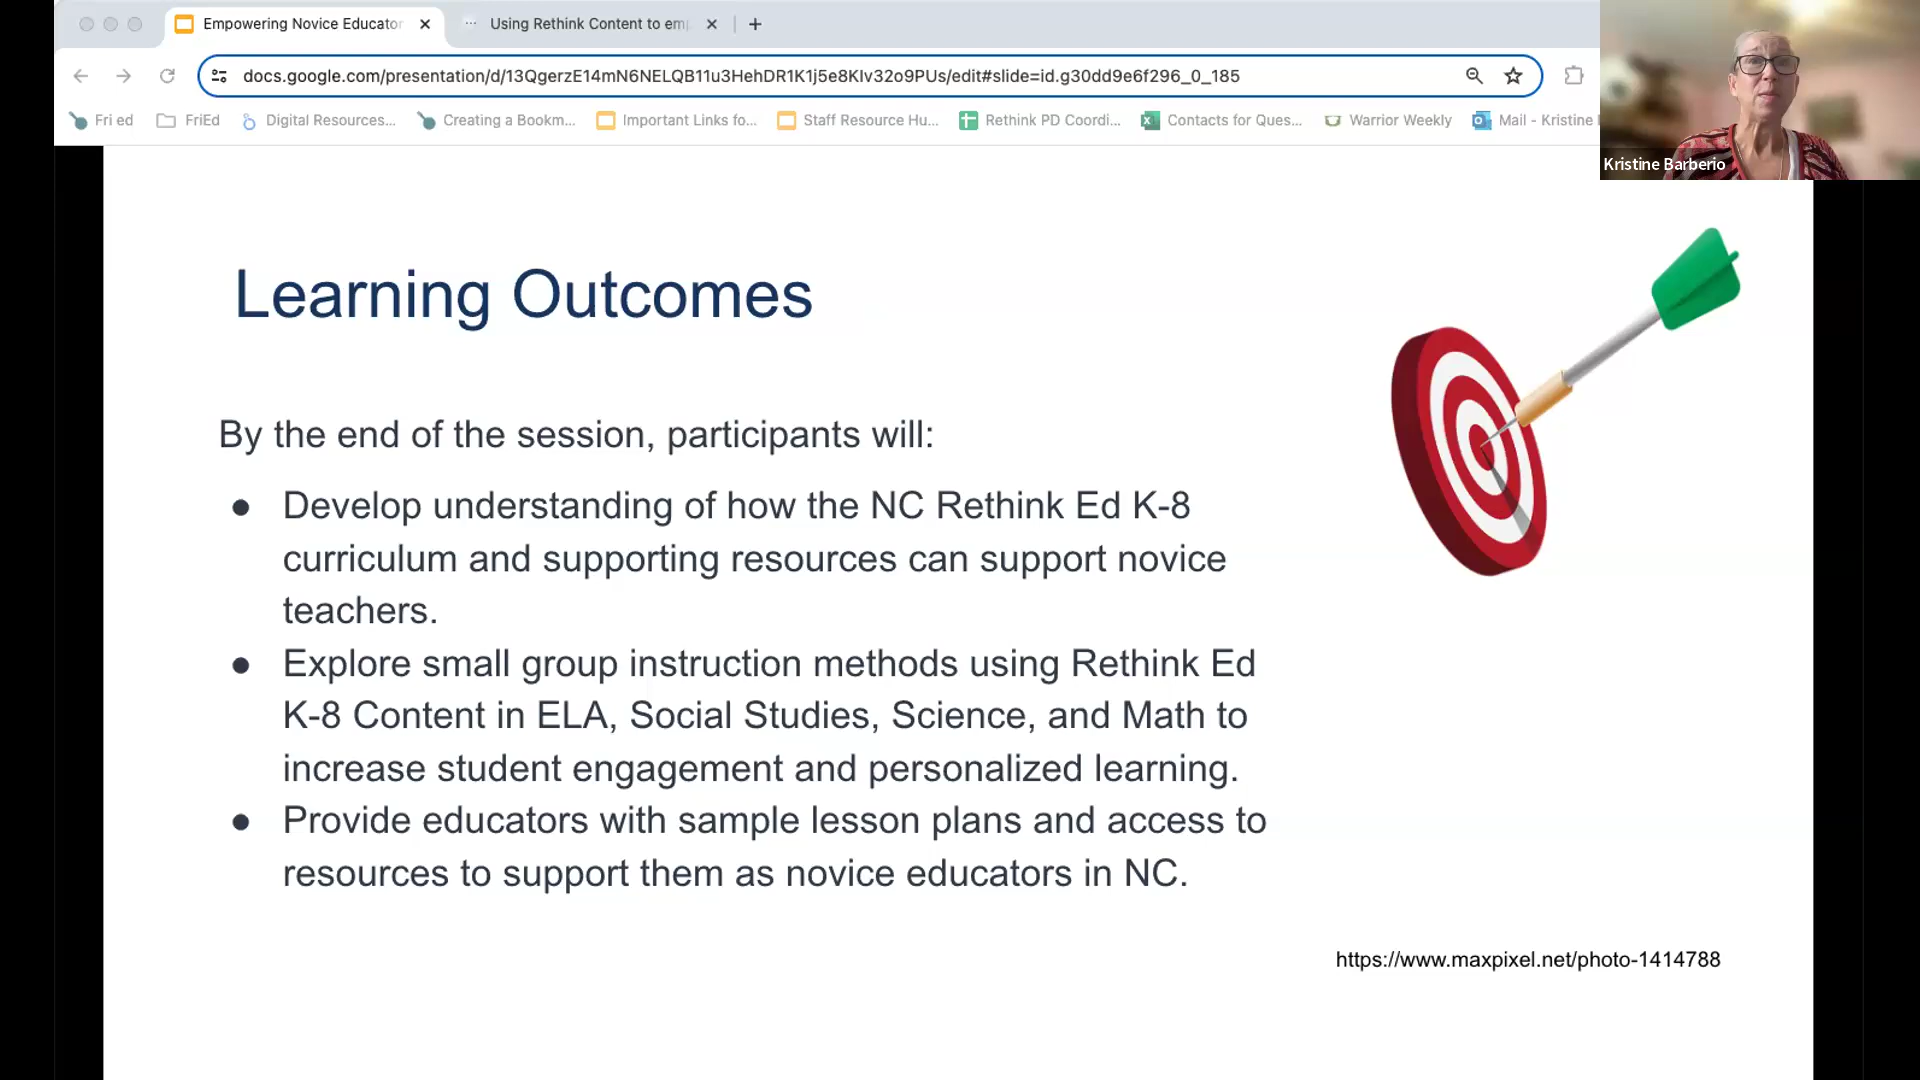 Empowering Novice Educator
Using Rethink Content to em
docs.google.com/presentation/d/13QgerzE14mN6NELQB11u3HehDR1K1j5e8KIv32o9PUs/edit#slide=id.g30dd9e6f296_0_185
Fri ed
FriEd
Digital Resources...
Creating a Bookm...
Important Links fo...
Staff Resource Hu...
Rethink PD Coordi...
Contacts for Ques...
Warrior Weekly
Mail - Kristine
Kristine Barberio
Learning Outcomes
By the end of the session, participants will:
● Develop understanding of how the NC Rethink Ed K-8
curriculum and supporting resources can support novice
teachers.
● Explore small group instruction methods using Rethink Ed
K-8 Content in ELA, Social Studies, Science, and Math to
increase student engagement and personalized learning.
● Provide educators with sample lesson plans and access to
resources to support them as novice educators in NC.
https://www.maxpixel.net/photo-1414788